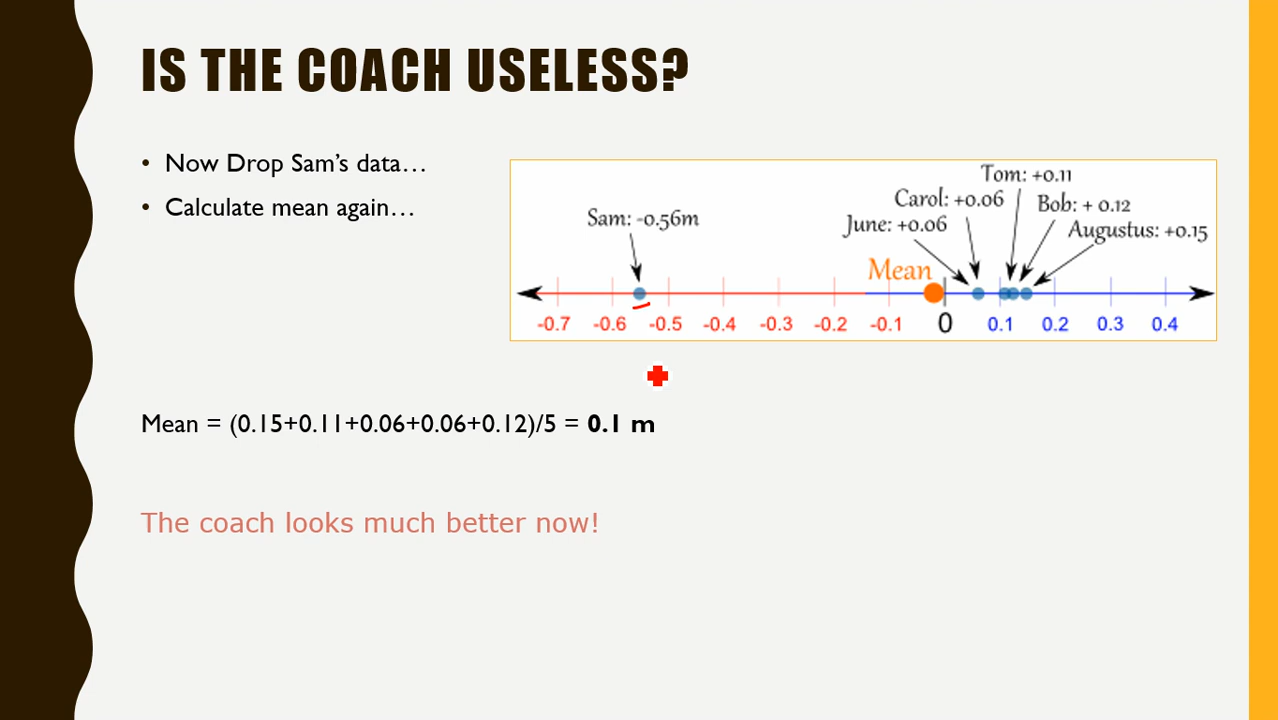 IS THE COACH USELESS?
• Now Drop Sam's data…
• Calculate mean again…
Tom: +0.11
Carol: +0.06
Bob: + 0.12
Sam: -0.56m
June: +0.06
Augustus: +0.15
Mean
-0.7 -0.6 -0.5 -0.4 -0.3 -0.2 -0.1 0 0.1 0.2 0.3 0.4
Mean = (0.15+0.11+0.06+0.06+0.12)/5 = 0.1 m
The coach looks much better now!